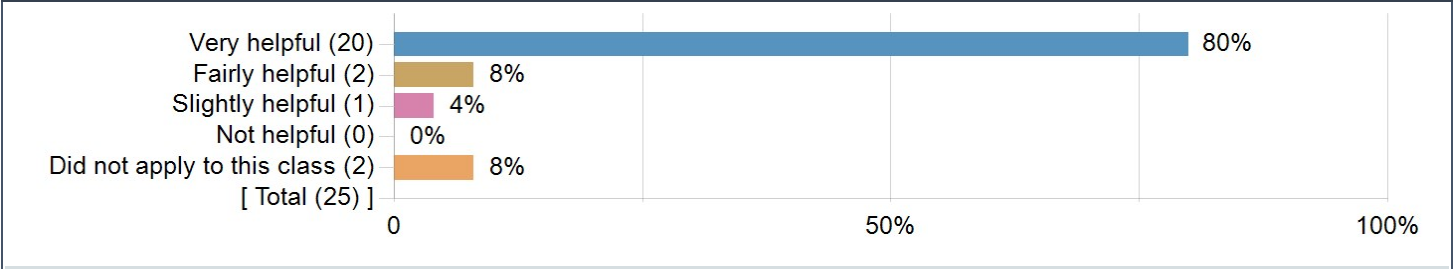 Very helpful (20) 80%
Fairly helpful (2) 8%
Slightly helpful (1) 4%
Not helpful (0) 0%
Did not apply to this class (2) 8%
[ Total (25) ]
0 50% 100%